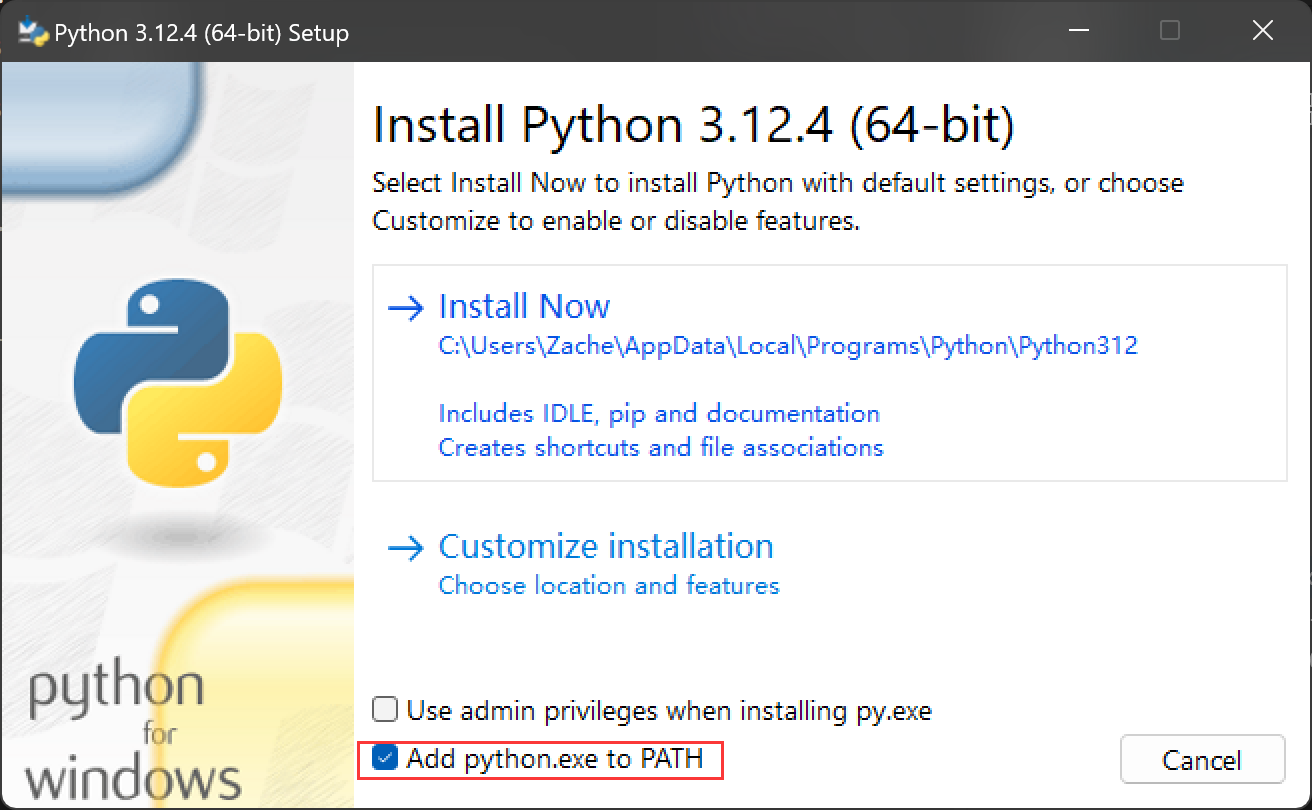 Python 3.12.4 (64-bit) Setup
Install Python 3.12.4 (64-bit)
Select Install Now to install Python with default settings, or choose
Customize to enable or disable features.
Install Now
C:\Users\Zache\AppData\Local\Programs\Python\Python312
Includes IDLE, pip and documentation
Creates shortcuts and file associations
Customize installation
Choose location and features
Use admin privileges when installing py.exe
Add python.exe to PATH
Cancel
python
for
windows